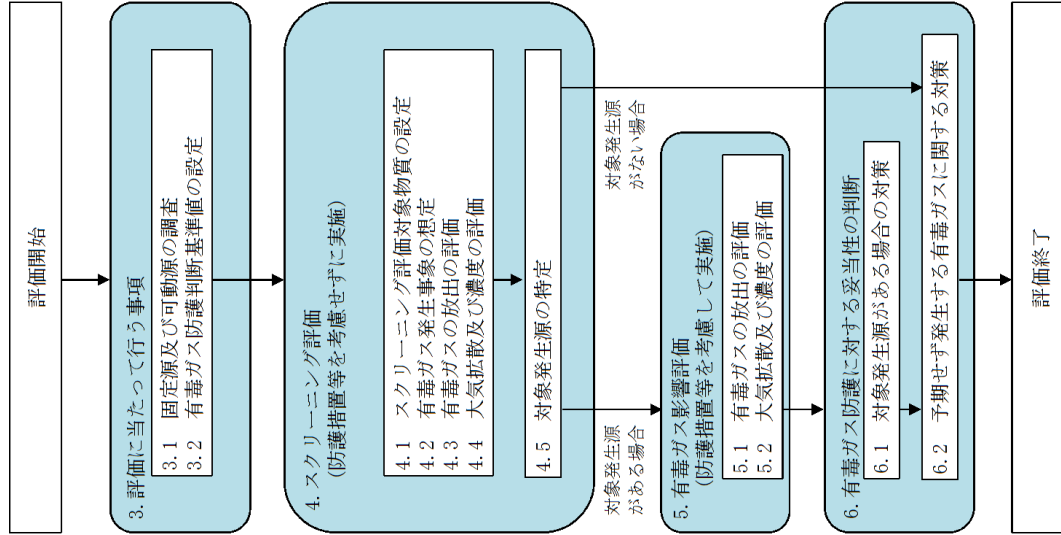 評価開始
3. 評価に当たって行う事項
3.1 固定源及び可動源の調査
3.2 有毒ガス防護判断基準値の設定
4. スクリーニング評価
(防護措置等を考慮せずに実施)
4.1 スクリーニング評価対象物質の設定
4.2 有毒ガス発生事象の想定
4.3 有毒ガスの放出の評価
4.4 大気拡散及び濃度の評価
4.5 対象発生源の特定
対象発生源
がある場合
対象発生源
がない場合
5. 有毒ガス影響評価
(防護措置等を考慮して実施)
5.1 有毒ガスの放出の評価
5.2 大気拡散及び濃度の評価
6. 有毒ガス防護に対する妥当性の判断
6.1 対象発生源がある場合の対策
6.2 予期せず発生する有毒ガスに関する対策
評価終了